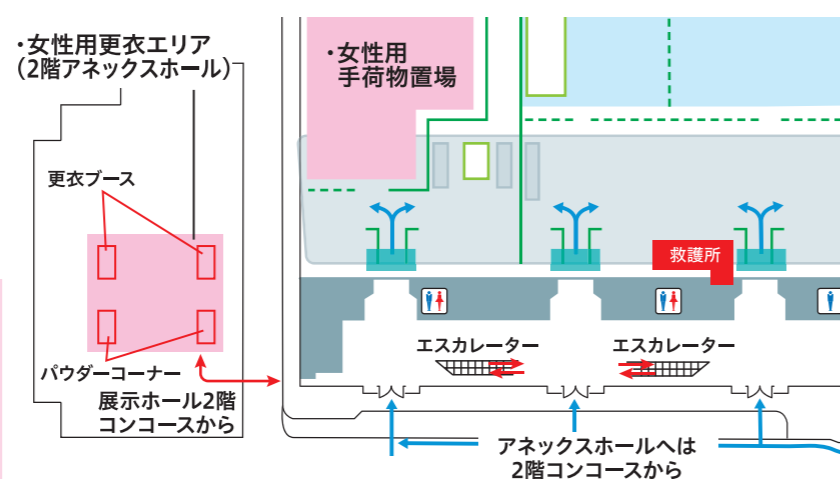 ・女性用更衣エリア
（2階アネックスホール）
更衣ブース
パウダーコーナー
展示ホール2階
コンコースから
・女性用
手荷物置場
救護所
エスカレーター
エスカレーター
アネックスホールへは
2階コンコースから